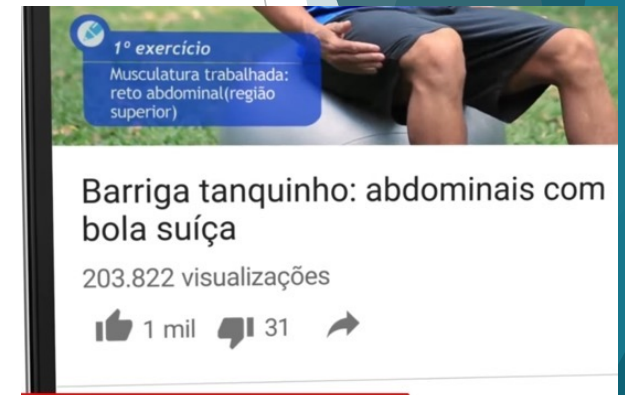 1º exercício
Musculatura trabalhada:
reto abdominal(região
superior)
Barriga tanquinho: abdominais com
bola suíça
203.822 visualizações
1 mil 31